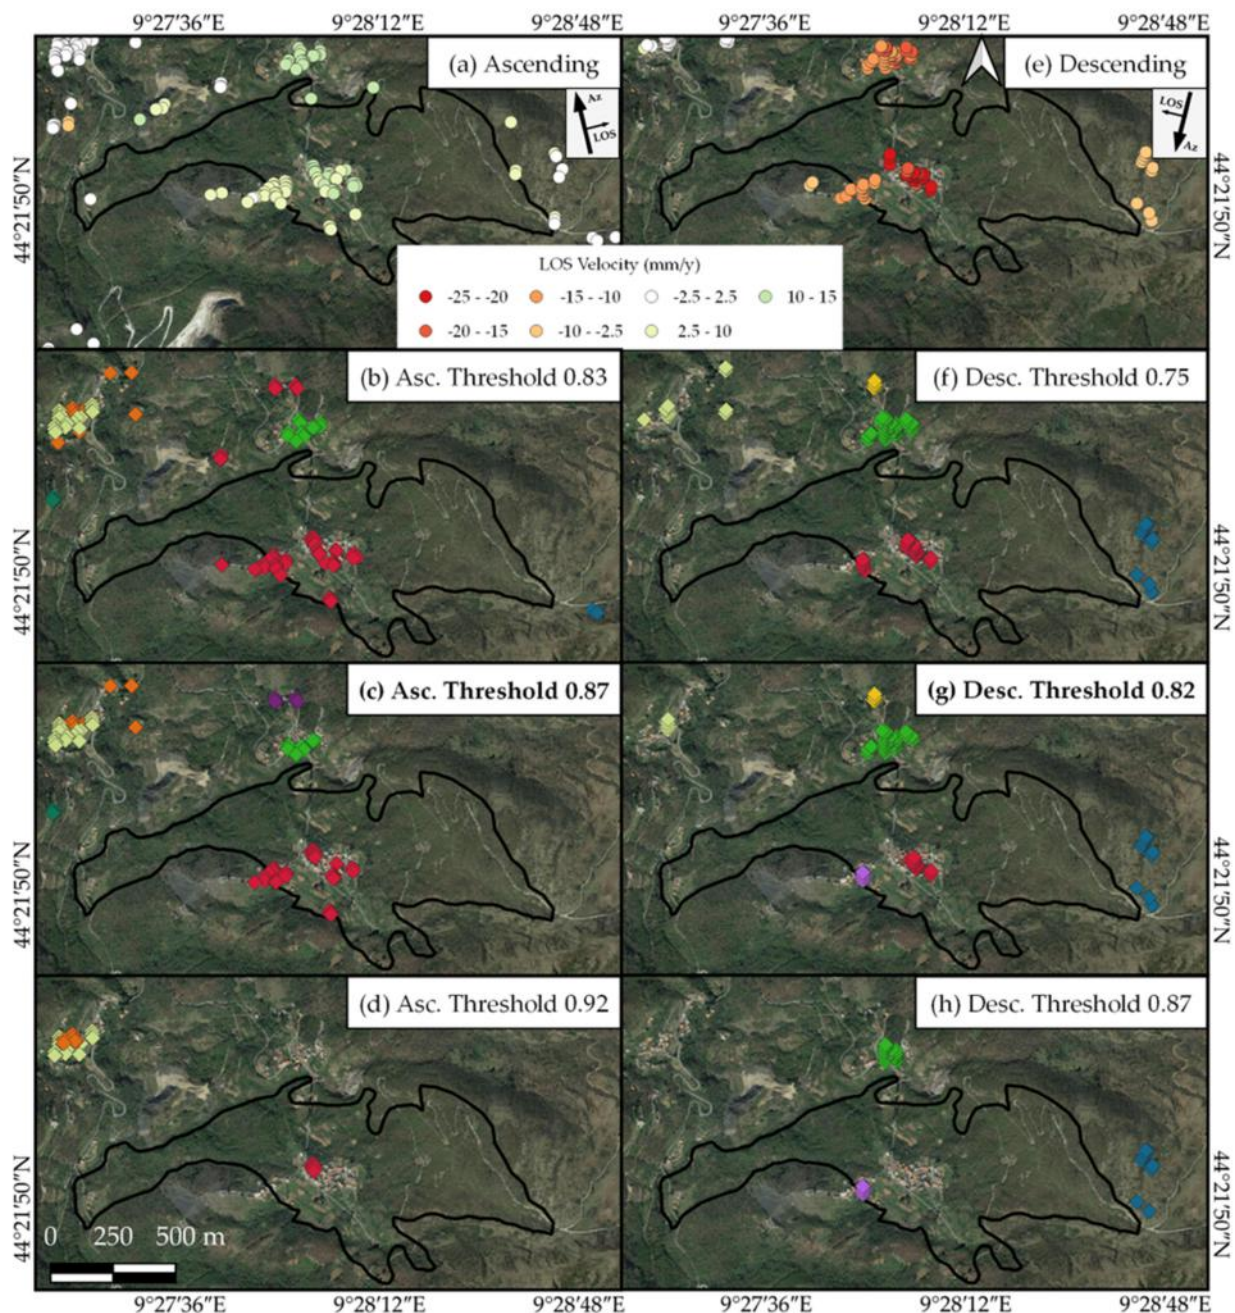 9°27'36"E 9°28'12"E 9°28'48"E 9°27'36"E 9°28'12"E 9°28'48"E
(a) Ascending
(e) Descending
Az
LOS
LOS
Az
44°21'50"N
44°21'50"N
LOS Velocity (mm/y)
-25 - -20
-15 - -10
-2.5 - 2.5
10 - 15
-20 - -15
-10 - -2.5
2.5 - 10
(b) Asc. Threshold 0.83
(f) Desc. Threshold 0.75
44°21'50"N
44°21'50"N
(c) Asc. Threshold 0.87
(g) Desc. Threshold 0.82
44°21'50"N
44°21'50"N
(d) Asc. Threshold 0.92
(h) Desc. Threshold 0.87
44°21'50"N
44°21'50"N
0 250 500 m
9°27'36"E 9°28'12"E 9°28'48"E 9°27'36"E 9°28'12"E 9°28'48"E